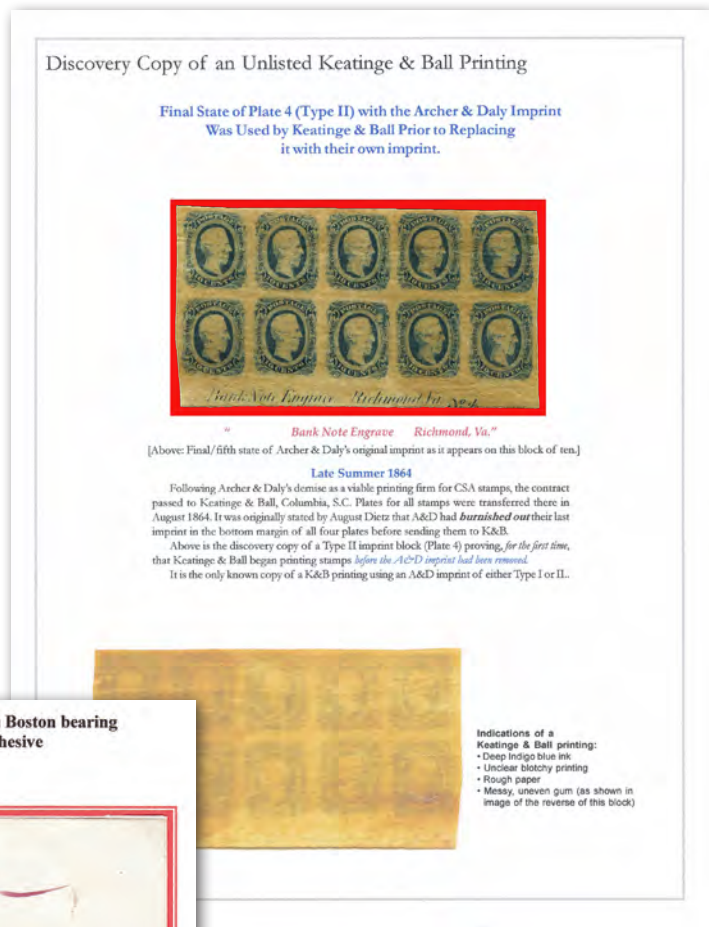 Discovery Copy of an Unlisted Keatinge & Ball Printing
Final State of Plate 4 (Type II) with the Archer & Daly Imprint
Was Used by Keatinge & Ball Prior to Replacing
it with their own imprint.
Bank Note Engrave Richmond, Va. No 4
“ Bank Note Engrave Richmond, Va.”
[Above: Final/fifth state of Archer & Daly's original imprint as it appears on this block of ten.]
Late Summer 1864
Following Archer & Daly's demise as a viable printing firm for CSA stamps, the contract
passed to Keatinge & Ball, Columbia, S.C. Plates for all stamps were transferred there in
August 1864. It was originally stated by August Dietz that A&D had burnished out their last
imprint in the bottom margin of all four plates before sending them to K&B.
Above is the discovery copy of a Type II imprint block (Plate 4) proving, for the first time,
that Keatinge & Ball began printing stamps before the A&D imprint had been removed.
It is the only known copy of a K&B printing using an A&D imprint of either Type I or II..
Boston bearing
hesive
Indications of a
Keatinge & Ball printing:
• Deep Indigo blue ink
• Unclear blotchy printing
• Rough paper
• Messy, uneven gum (as shown in
image of the reverse of this block)